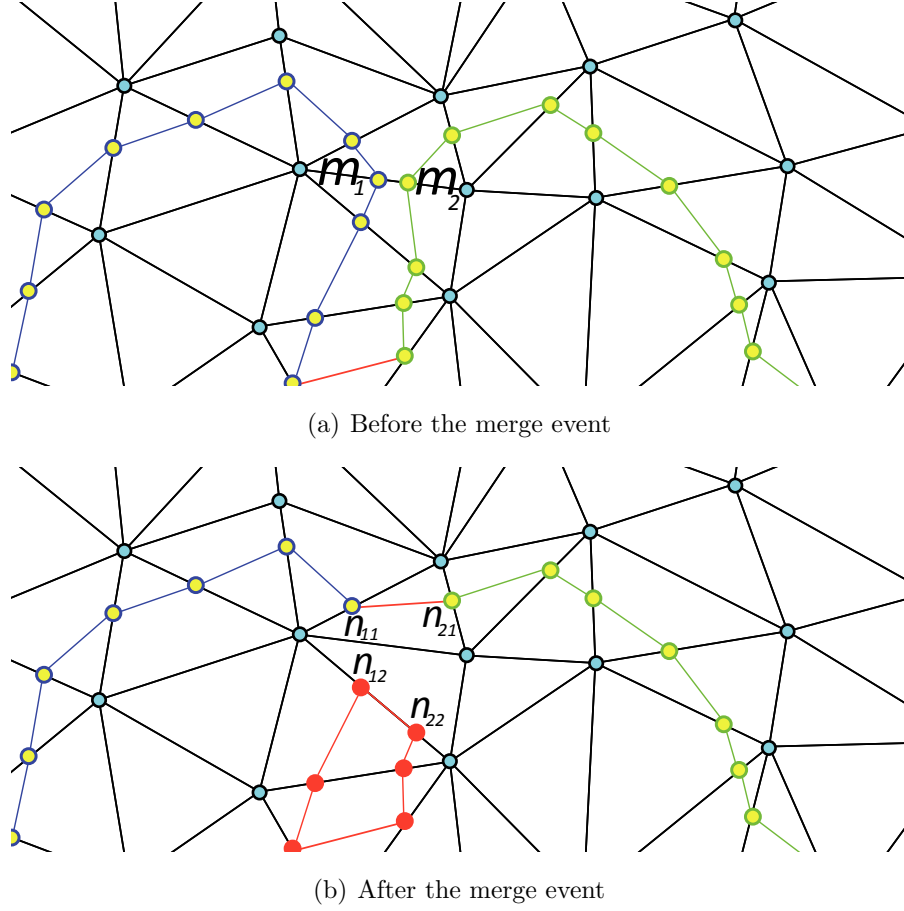 m₁ m₂
(a) Before the merge event
n₁₁ n₂₁
n₁₂
n₂₂
(b) After the merge event